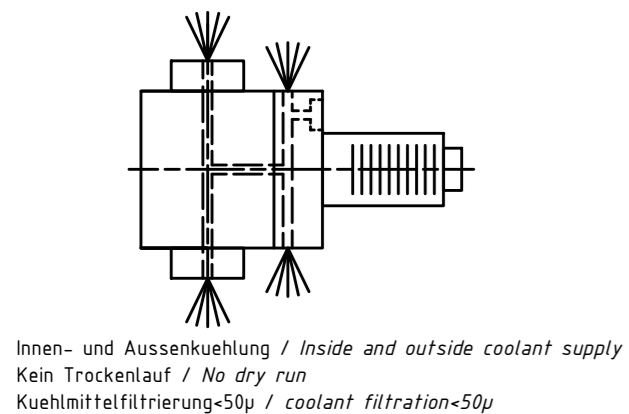 Innen- und Aussenkuehlung / Inside and outside coolant supply
Kein Trockenlauf / No dry run
Kuehlmittelfiltrierung<50µ / coolant filtration<50µ